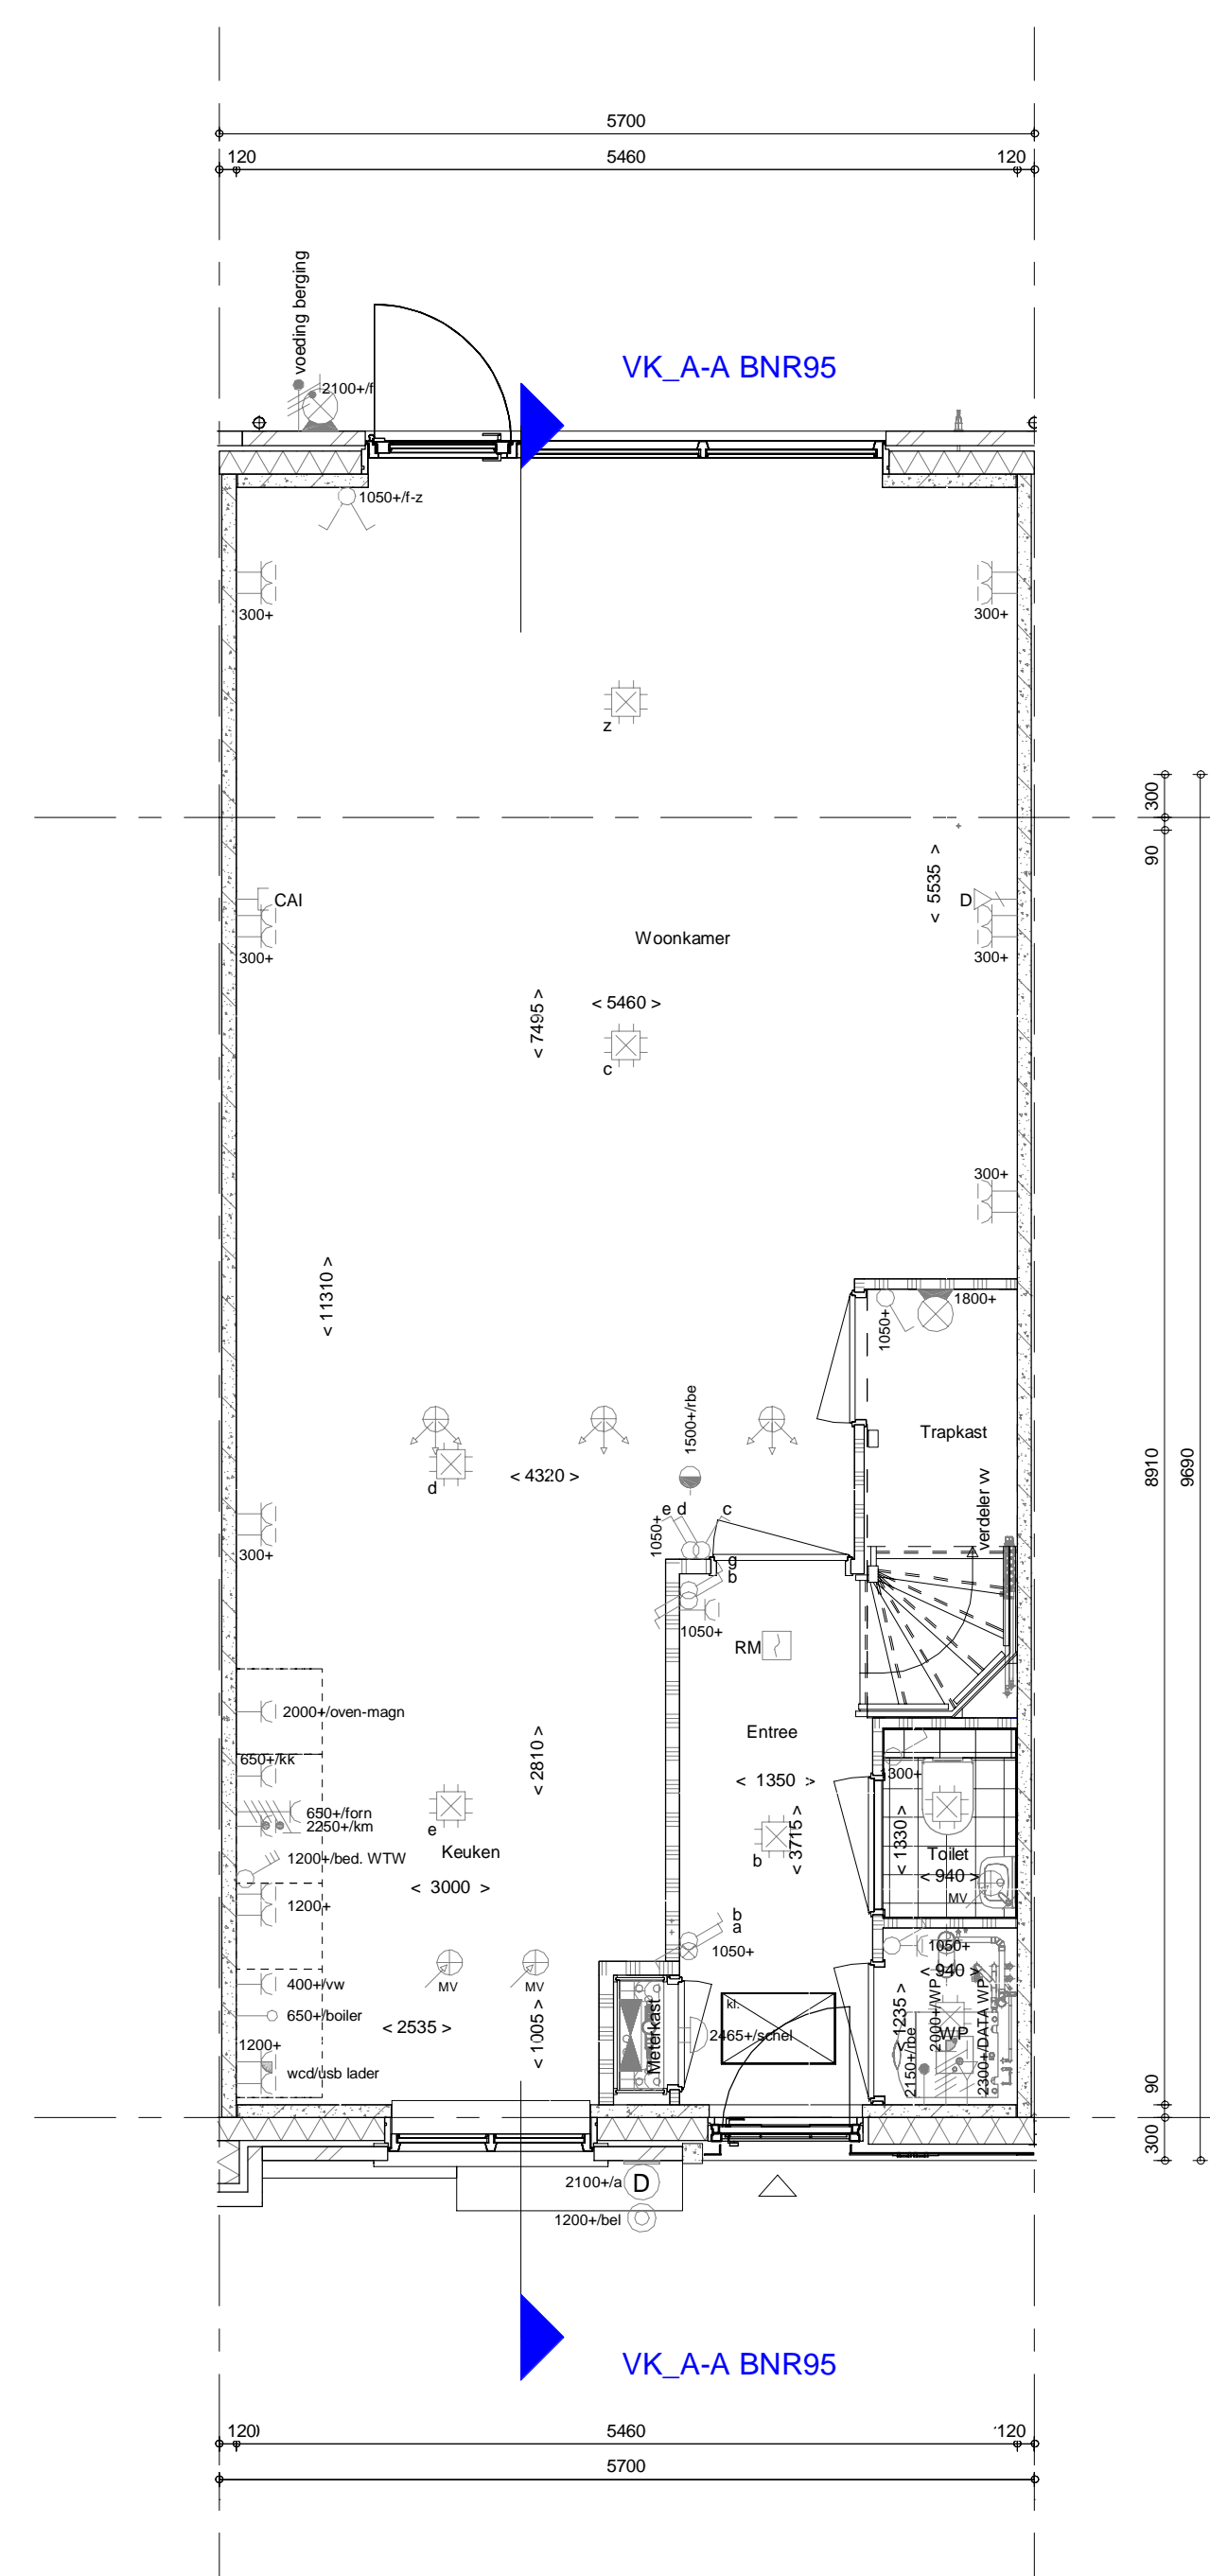 5700
120 5460 120
voeding berging
VK_A-A BNR95
2100+/f
1050+/f-z
300+ 300+
z
300
90
< 5535 >
CAI D
Woonkamer
300+ 300+
< 7495 > < 5460 >
c
300+
< 11310 >
1050+ 1800+
1500+/rbe
Trapkast
8910 9690
< 4320 >
d
verdeler vv
e d c
1050+
300+
g
b
1050+
RM
2000+/oven-magn
Entree
650+/kk
< 2810 >
1300+
< 1350 >
650+/forn
2250+/km
e
Keuken
b
< 3715 >
< 1330 >
Toilet
1200+/bed. WTW
< 940 >
< 3000 >
MV
1200+
b
a
1050+ 1050+
< 940 >
MV MV
400+/vw
kl.
650+/boiler
< 2535 >
< 1005 >
Meterkast
2465+/schel
< 1235 >
2000+/WP
WP
2150+/rbe
2300+/DATA WP
1200+
wcd/usb lader
90
300
2100+/a D
1200+/bel
VK_A-A BNR95
120 5460 120
5700